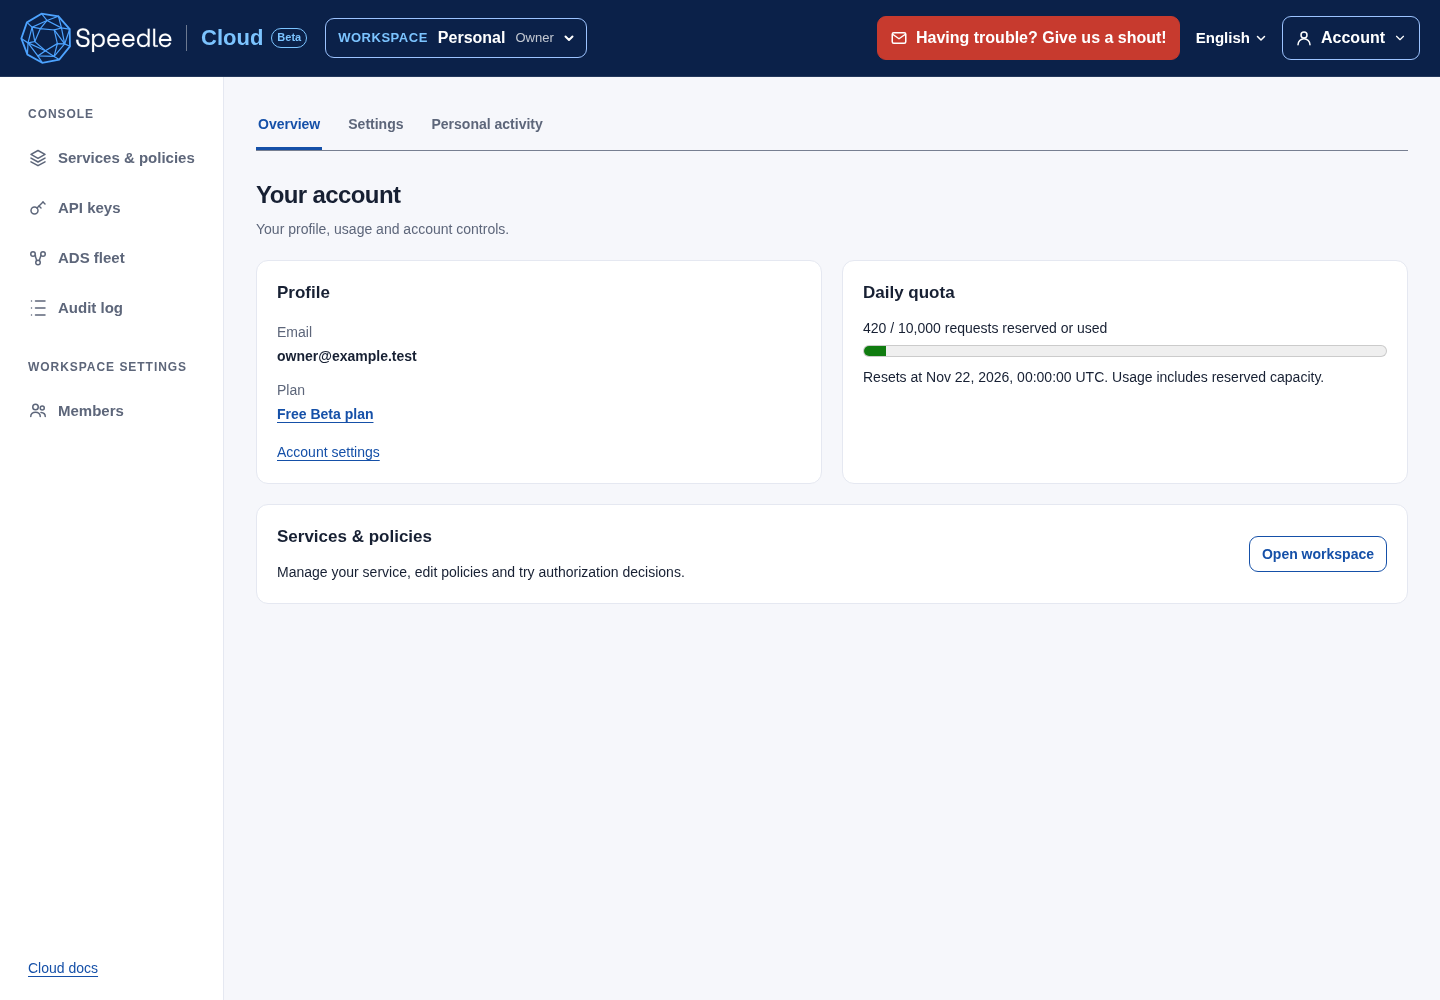 Speedle
Cloud Beta
WORKSPACE Personal Owner
Having trouble? Give us a shout!
English
Account
CONSOLE
Services & policies
API keys
ADS fleet
Audit log
WORKSPACE SETTINGS
Members
Cloud docs
Overview Settings Personal activity
Your account
Your profile, usage and account controls.
Profile
Email
owner@example.test
Plan
Free Beta plan
Account settings
Daily quota
420 / 10,000 requests reserved or used
Resets at Nov 22, 2026, 00:00:00 UTC. Usage includes reserved capacity.
Services & policies
Manage your service, edit policies and try authorization decisions.
Open workspace